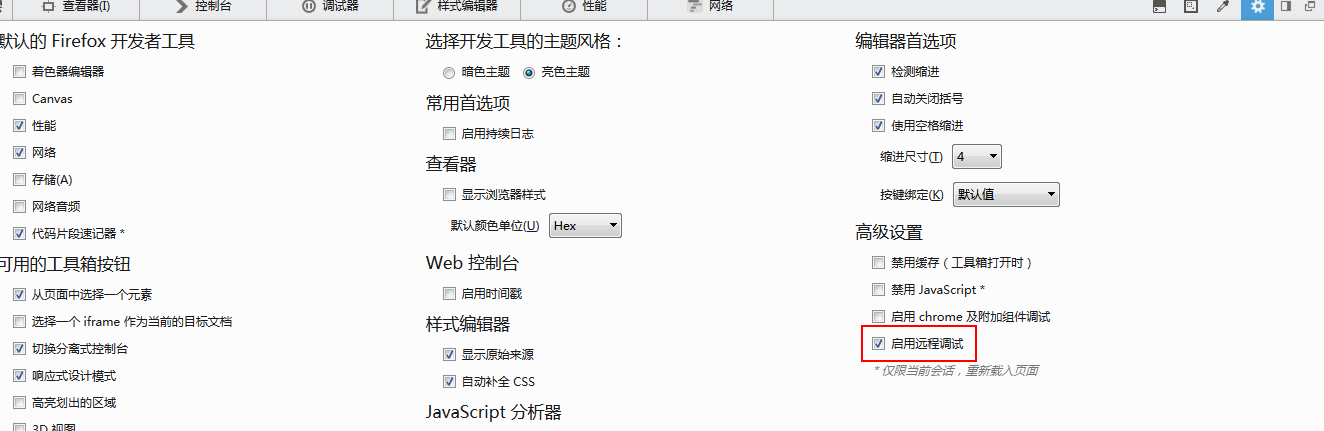 查看器(I) 控制台 调试器 样式编辑器 性能 网络
默认的 Firefox 开发者工具
着色器编辑器
Canvas
性能
网络
存储(A)
网络音频
代码片段速记器 *
可用的工具箱按钮
从页面中选择一个元素
选择一个 iframe 作为当前的目标文档
切换分离式控制台
响应式设计模式
高亮划出的区域
3D 视图
选择开发工具的主题风格：
暗色主题 亮色主题
常用首选项
启用持续日志
查看器
显示浏览器样式
默认颜色单位(U) Hex
Web 控制台
启用时间戳
样式编辑器
显示原始来源
自动补全 CSS
JavaScript 分析器
编辑器首选项
检测缩进
自动关闭括号
使用空格缩进
缩进尺寸(T) 4
按键绑定(K) 默认值
高级设置
禁用缓存（工具箱打开时）
禁用 JavaScript *
启用 chrome 及附加组件调试
启用远程调试
* 仅限当前会话，重新载入页面